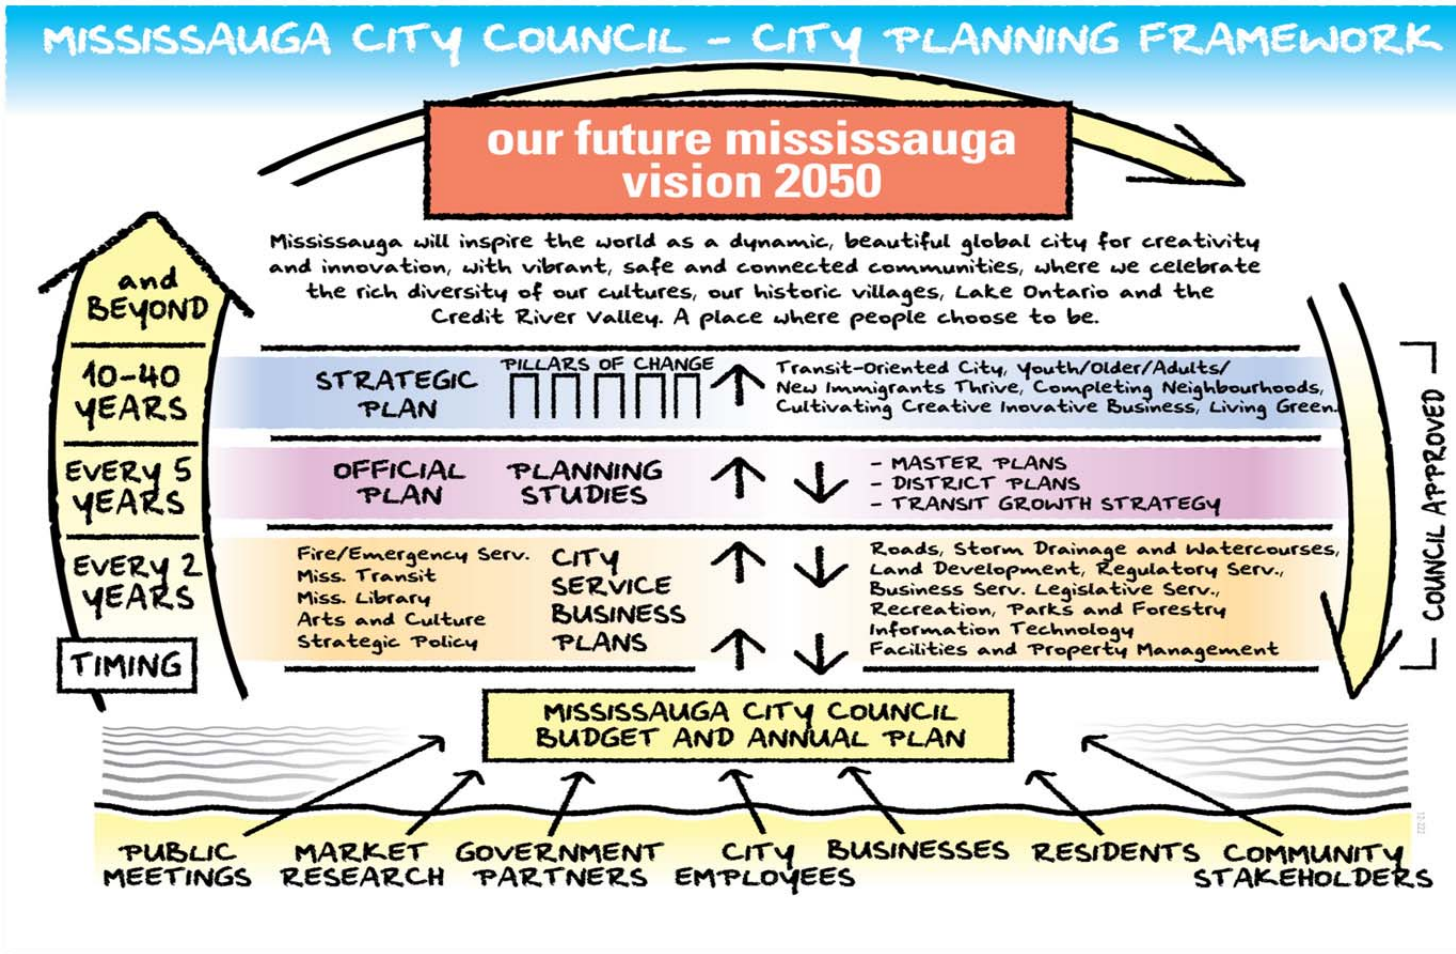 MISSISSAUGA CITY COUNCIL - CITY PLANNING FRAMEWORK
our future mississauga
vision 2050
Mississauga will inspire the world as a dynamic, beautiful global city for creativity
and innovation, with vibrant, safe and connected communities, where we celebrate
the rich diversity of our cultures, our historic villages, Lake Ontario and the
Credit River Valley. A place where people choose to be.
and
BEYOND
10-40
YEARS
EVERY 5
YEARS
EVERY 2
YEARS
TIMING
STRATEGIC
PLAN
PILLARS OF CHANGE
Transit-Oriented City, Youth/Older/Adults/
New Immigrants Thrive, Completing Neighbourhoods,
Cultivating Creative Inovative Business, Living Green.
OFFICIAL
PLAN
PLANNING
STUDIES
- MASTER PLANS
- DISTRICT PLANS
- TRANSIT GROWTH STRATEGY
Fire/Emergency Serv.
Miss. Transit
Miss. Library
Arts and Culture
Strategic Policy
CITY
SERVICE
BUSINESS
PLANS
Roads, Storm Drainage and Watercourses,
Land Development, Regulatory Serv.,
Business Serv. Legislative Serv.,
Recreation, Parks and Forestry
Information Technology
Facilities and Property Management
COUNCIL APPROVED
MISSISSAUGA CITY COUNCIL
BUDGET AND ANNUAL PLAN
PUBLIC
MEETINGS
MARKET
RESEARCH
GOVERNMENT
PARTNERS
CITY
EMPLOYEES
BUSINESSES
RESIDENTS
COMMUNITY
STAKEHOLDERS